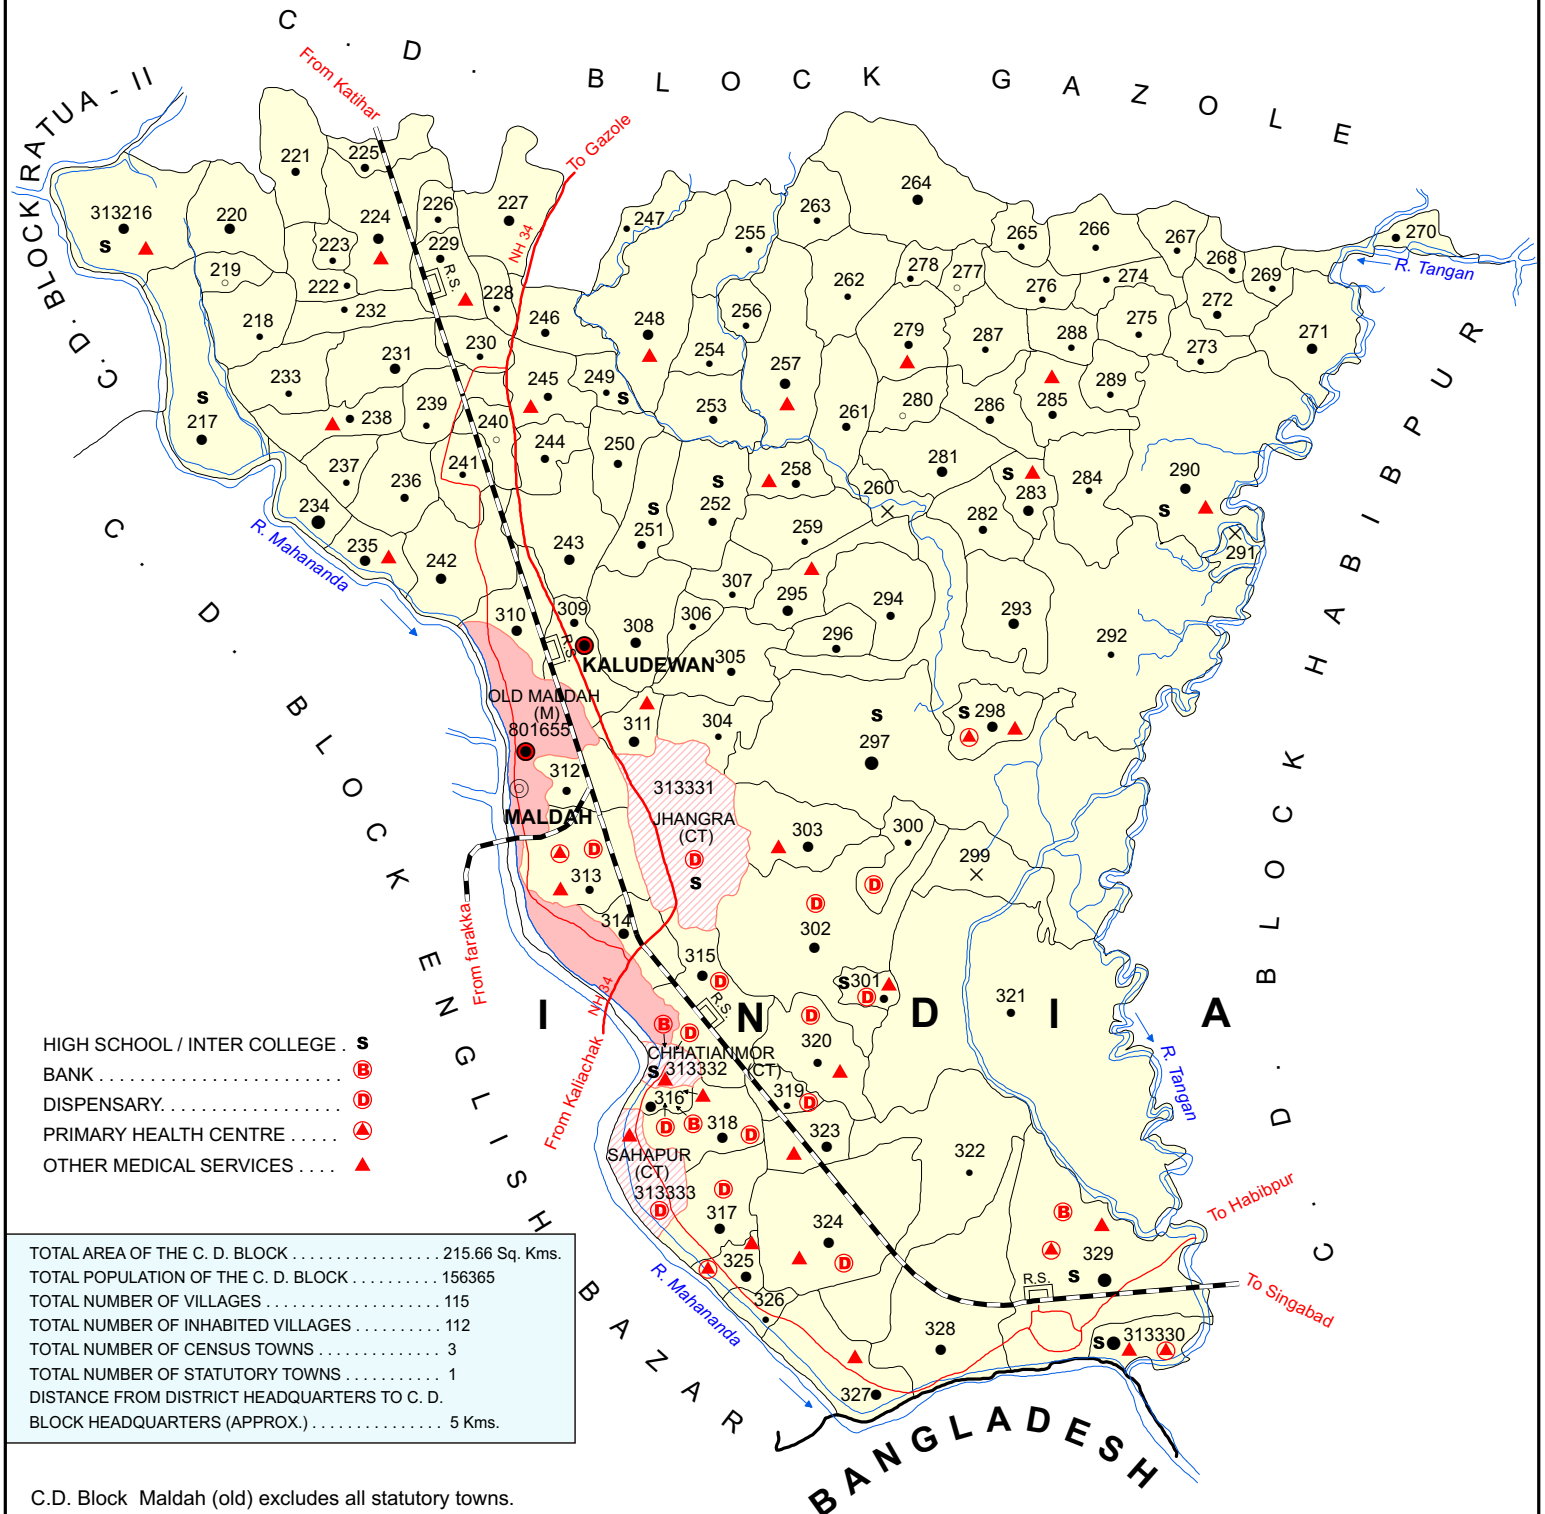 C. D. BLOCK GAZOLE
C.D. BLOCK RATUA - II
From Katihar
To Gazole
NH 34
221
225
226
227
247
263
264
313216
S
220
224
223
229
R.S.
255
265
266
267
270
R. Tangan
219
222
228
278
277
268
269
262
276
274
218
232
246
248
256
272
279
287
288
275
271
231
230
254
273
233
245
249
S
257
289
S
217
238
239
240
253
261
280
286
285
244
250
241
237
236
S
258
281
S
283
284
290
S
252
260
234
S
251
259
282
291
235
242
243
R. Mahananda
307
295
294
293
310
309
308
306
296
292
R.S.
KALUDEWAN
305
OLD MALDAH
(M)
801655
311
304
S
297
S
298
312
313331
MALDAH
JHANGRA
(CT)
D
S
303
300
299
D
313
D
D
302
314
315
D
R.S.
S
301
D
321
From farakka
NH 34
I N D I A
B
D
D
320
CHHATIANMOR
(CT)
S
313332
From Kaliachak
316
319
D
D
B
318
D
323
SAHAPUR
(CT)
313333
D
D
317
322
R. Tangan
324
D
325
B
329
S
To Habibpur
R.S.
To Singabad
326
R. Mahananda
328
S
313330
327
BANGLADESH
C. D. BLOCK HABIBPUR
C. D. BLOCK ENGLISH BAZAR
HIGH SCHOOL / INTER COLLEGE . S
BANK . . . . . . . . . . . . . . . . . . . . . . . B
DISPENSARY. . . . . . . . . . . . . . . . . D
PRIMARY HEALTH CENTRE . . . . .
OTHER MEDICAL SERVICES . . . .
TOTAL AREA OF THE C. D. BLOCK . . . . . . . . . . . . . . . . . 215.66 Sq. Kms.
TOTAL POPULATION OF THE C. D. BLOCK . . . . . . . . . . 156365
TOTAL NUMBER OF VILLAGES . . . . . . . . . . . . . . . . . . . . 115
TOTAL NUMBER OF INHABITED VILLAGES . . . . . . . . . . 112
TOTAL NUMBER OF CENSUS TOWNS . . . . . . . . . . . . . 3
TOTAL NUMBER OF STATUTORY TOWNS . . . . . . . . . . . 1
DISTANCE FROM DISTRICT HEADQUARTERS TO C. D.
BLOCK HEADQUARTERS (APPROX.) . . . . . . . . . . . . . . . 5 Kms.
C.D. Block Maldah (old) excludes all statutory towns.